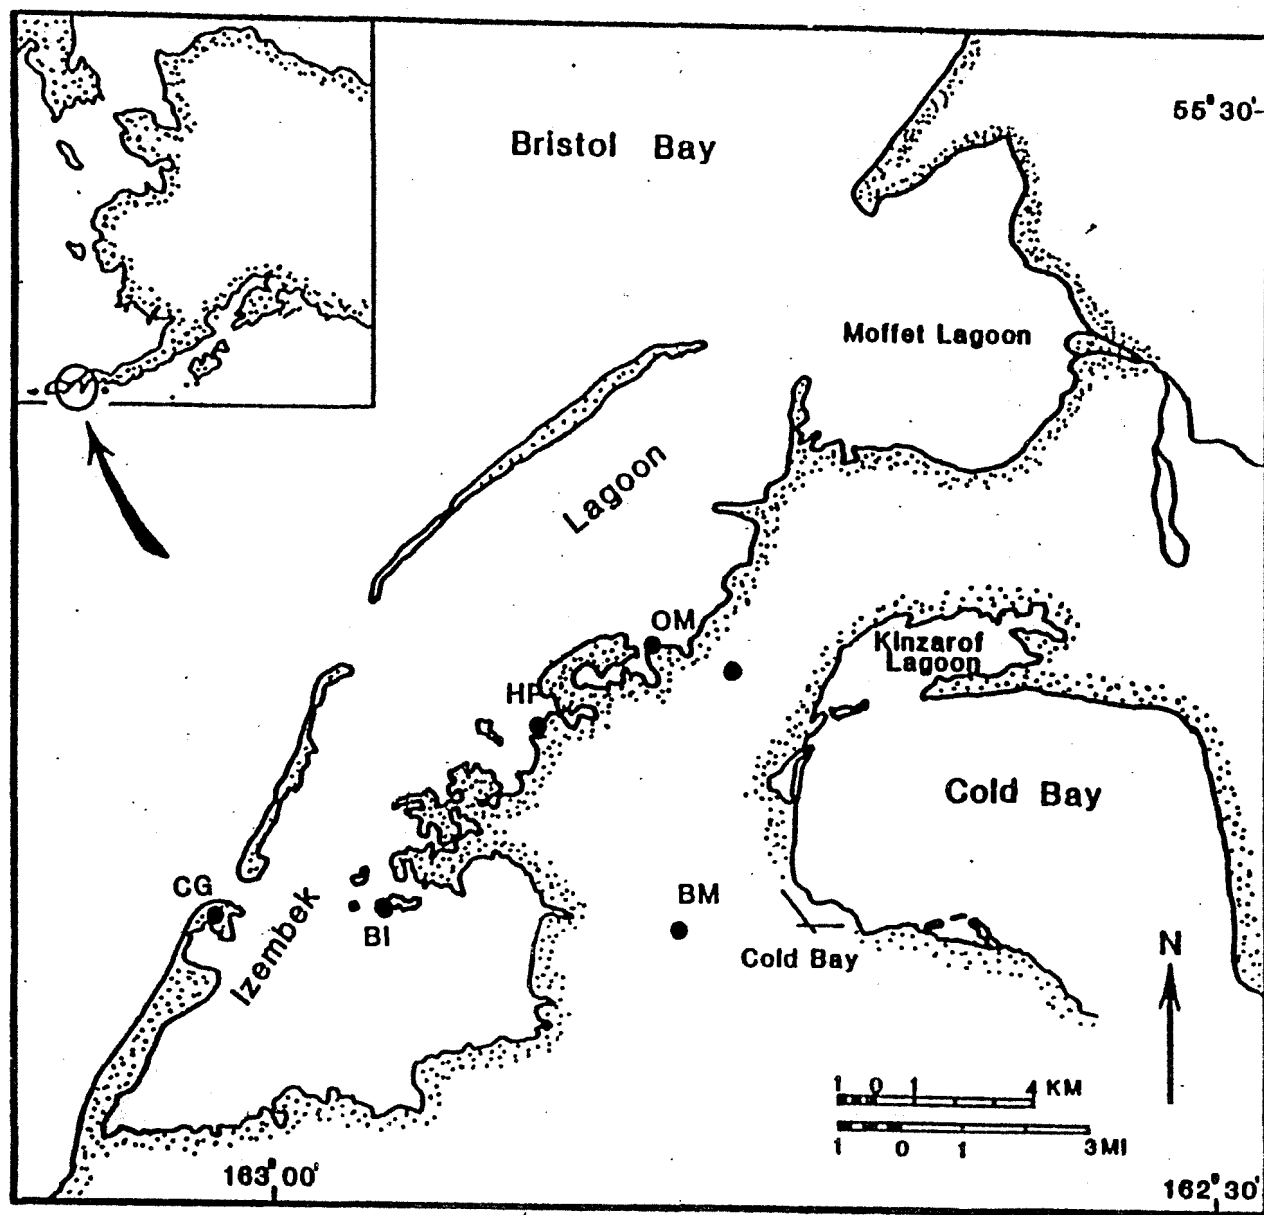 55° 30'
Bristol Bay
Moffet Lagoon
Lagoon
OM
Kinzarof
Lagoon
HP
Cold Bay
CG
BM
BI
Izembek
Cold Bay
N
1 0 1 4 KM
1 0 1 3 MI
163° 00'
162° 30'